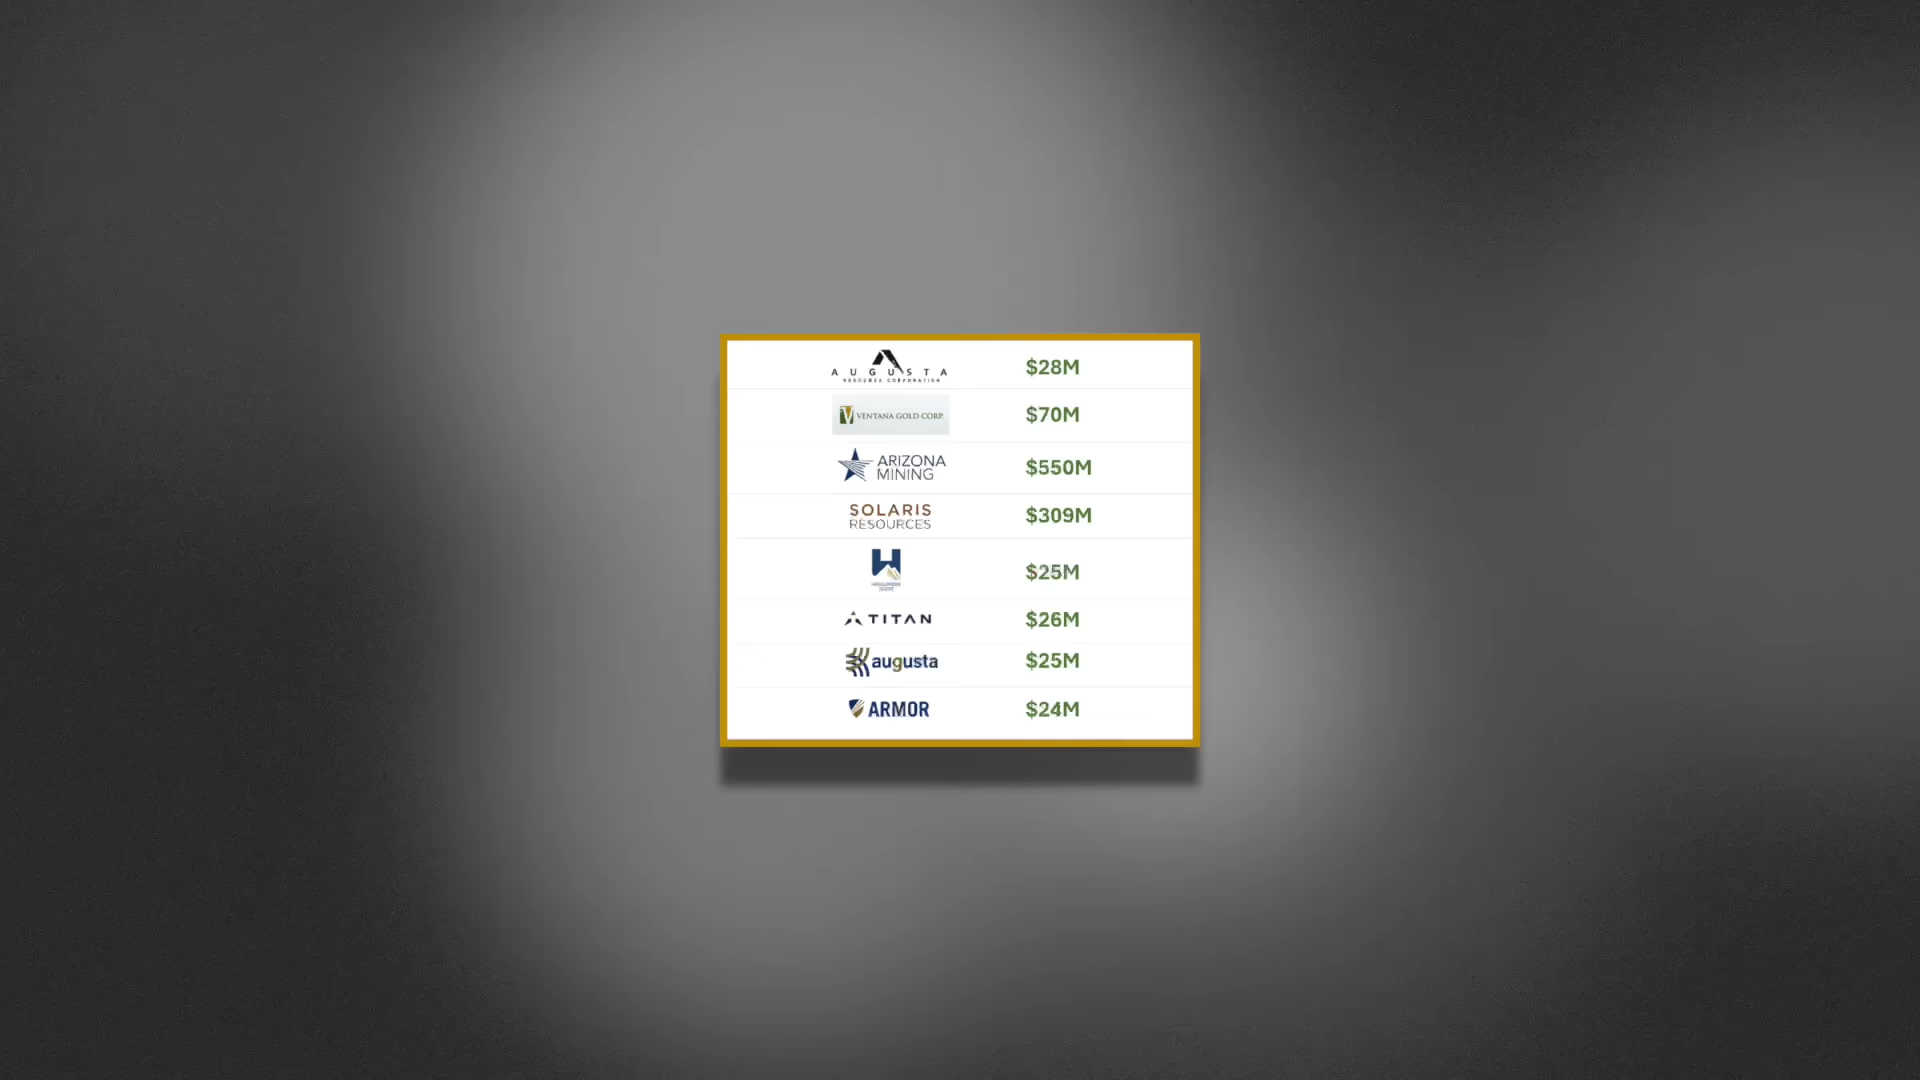 AUGUSTA
$28M
VENTANA GOLD CORP.
$70M
ARIZONA
MINING
$550M
SOLARIS
RESOURCES
$309M
$25M
TITAN
$26M
augusta
$25M
ARMOR
$24M